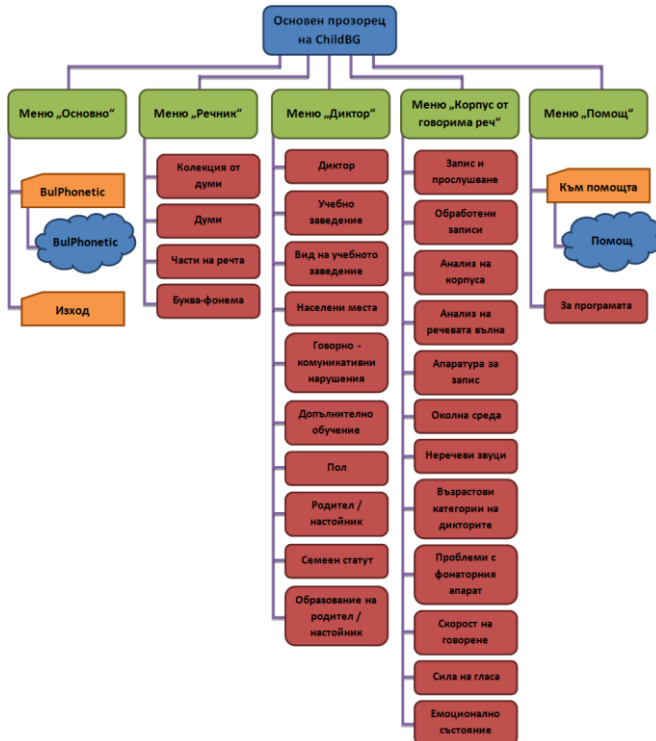 Основен прозорец
на ChildBG
Меню „Основно“
BulPhonetic
BulPhonetic
Изход
Меню „Речник“
Колекция от
думи
Думи
Части на речта
Буква-фонема
Меню „Диктор“
Диктор
Учебно
заведение
Вид на учебното
заведение
Населени места
Говорно -
комуникативни
нарушения
Допълнително
обучение
Пол
Родител /
настойник
Семеен статут
Образование на
родител /
настойник
Меню „Корпус от
говорима реч“
Запис и
прослушване
Обработени
записи
Анализ на
корпуса
Анализ на
речевата вълна
Апаратура за
запис
Околна среда
Неречеви звуци
Възрастови
категории на
дикторите
Проблеми с
фонаторния
апарат
Скорост на
говорене
Сила на гласа
Емоционално
състояние
Меню „Помощ“
Към помощта
Помощ
За програмата